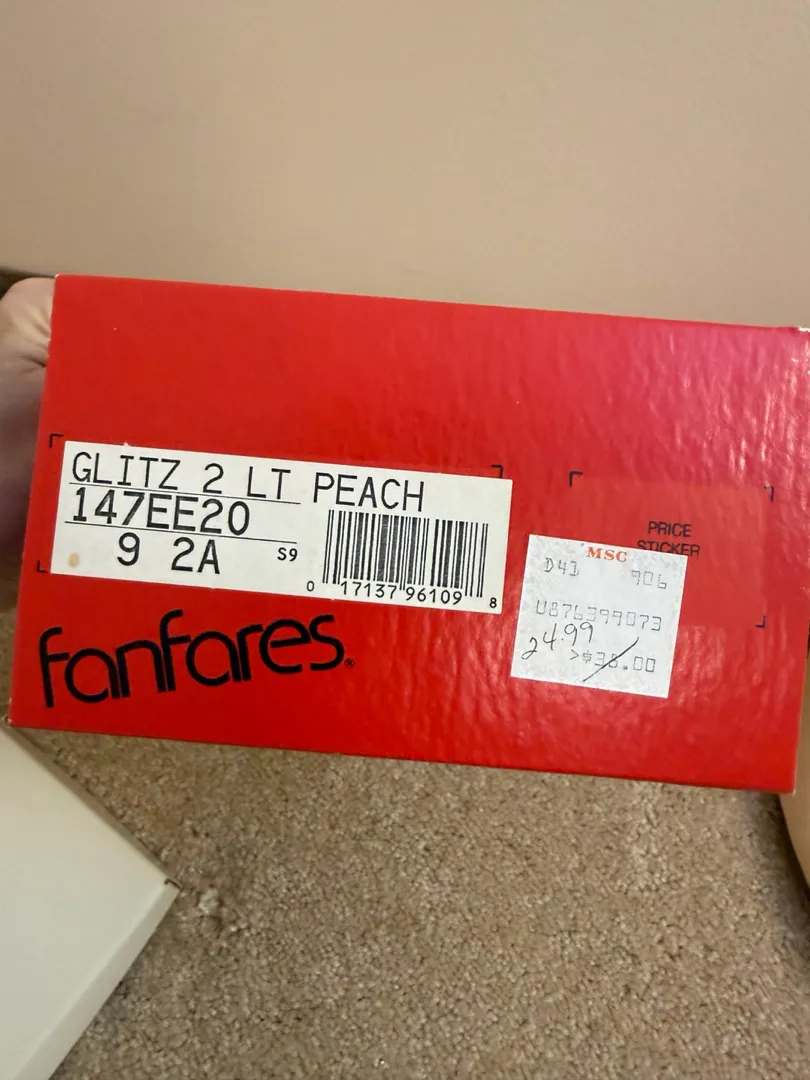 GLITZ 2 LT PEACH
147EE20
9 2A S9
0 17137 96109 8
fanfares®
PRICE
STICKER
MSC
D41 906
U876399073
24.99
>$38.00